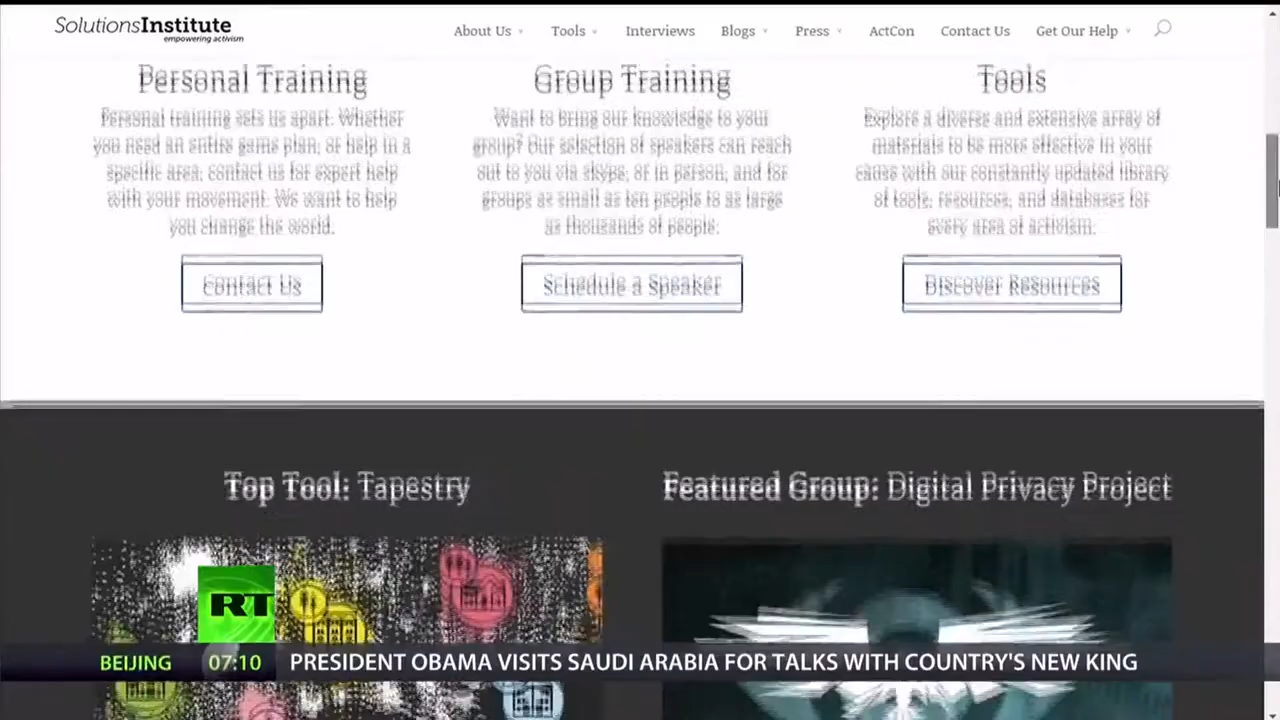 SolutionsInstitute
empowering activism
About Us Tools Interviews Blogs Press ActCon Contact Us Get Our Help
Personal Training
Personal training sets us apart. Whether
you need an entire game plan, or help in a
specific area, contact us for expert help
with your movement. We want to help
you change the world.
Contact Us
Group Training
Want to bring our knowledge to your
group? Our selection of speakers can reach
out to you via skype, or in person, and for
groups as small as ten people to as large
as thousands of people.
Schedule a Speaker
Tools
Explore a diverse and extensive array of
materials to be more effective in your
cause with our constantly updated library
of tools, resources, and databases for
every area of activism.
Discover Resources
Top Tool: Tapestry
Featured Group: Digital Privacy Project
RT
BEIJING 07:10 PRESIDENT OBAMA VISITS SAUDI ARABIA FOR TALKS WITH COUNTRY'S NEW KING